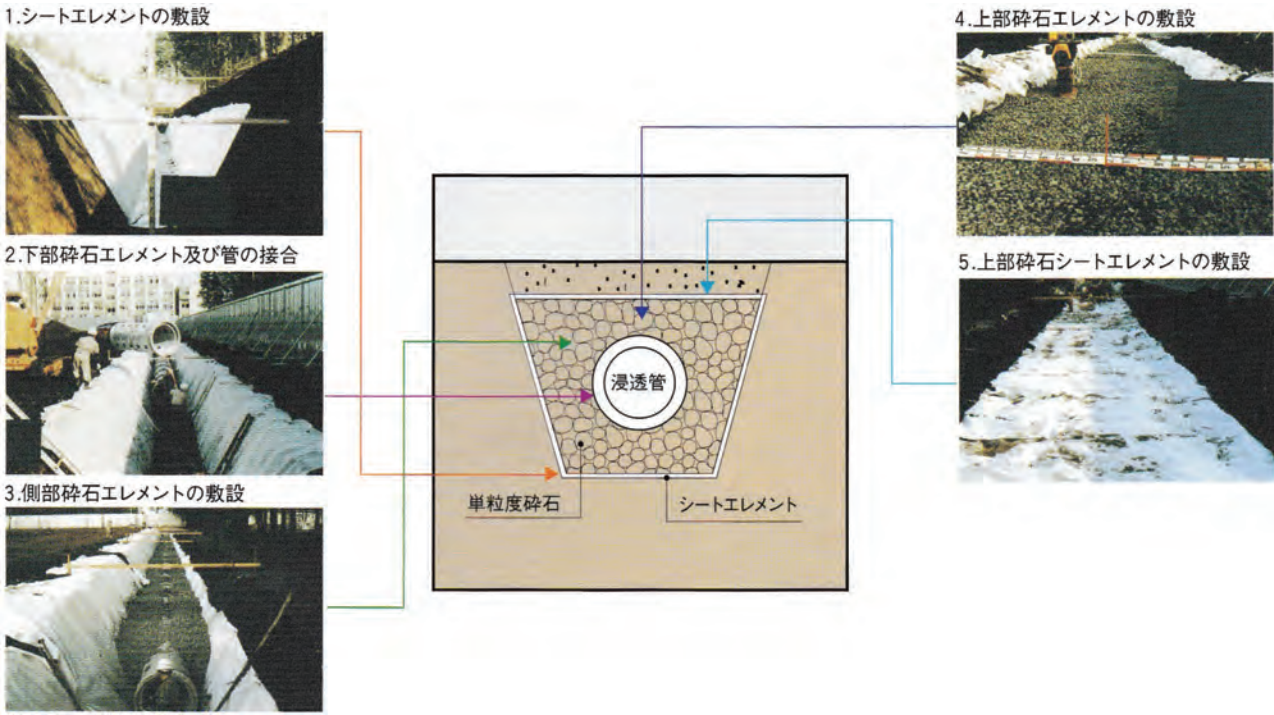 1.シートエレメントの敷設
2.下部砕石エレメント及び管の接合
3.側部砕石エレメントの敷設
浸透管
単粒度砕石
シートエレメント
4.上部砕石エレメントの敷設
5.上部砕石シートエレメントの敷設